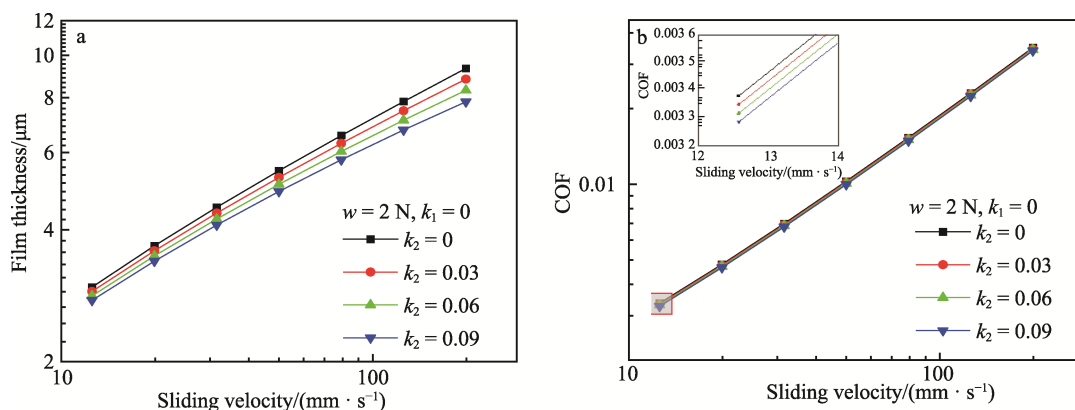 a
12
10
8
6
4
2
Film thickness/μm
w = 2 N, k₁ = 0
k₂ = 0
k₂ = 0.03
k₂ = 0.06
k₂ = 0.09
10
100
Sliding velocity/(mm · s⁻¹)
b
0.003 6
0.003 5
0.003 4
0.003 3
0.003 2
COF
12
13
14
Sliding velocity/(mm · s⁻¹)
0.01
COF
w = 2 N, k₁ = 0
k₂ = 0
k₂ = 0.03
k₂ = 0.06
k₂ = 0.09
10
100
Sliding velocity/(mm · s⁻¹)